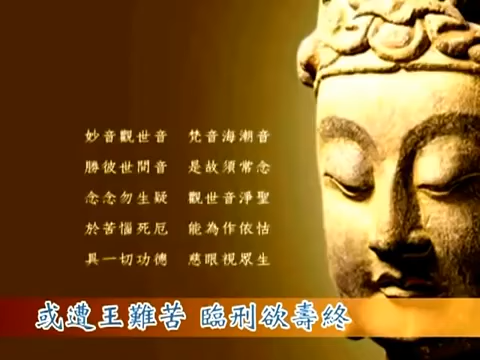 妙音觀世音　梵音海潮音
勝彼世間音　是故須常念
念念勿生疑　觀世音淨聖
於苦惱死厄　能為作依怙
具一切功德　慈眼視眾生
或遭王難苦 臨刑欲壽終